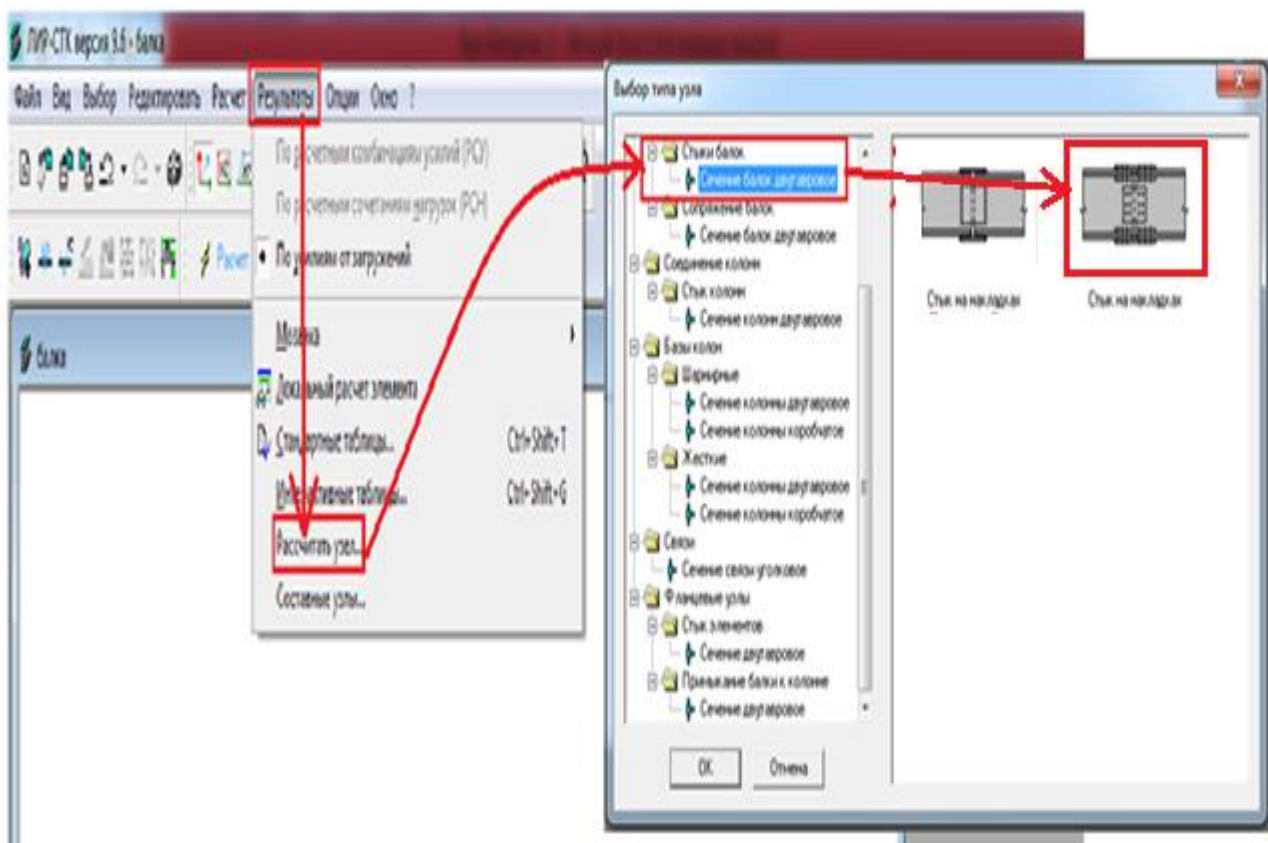 ЛИР-СТК версия 9.6 - балка
Файл Вид Выбор Редактировать Расчет Результаты Опции Окно ?
По расчетным комбинациям усилий (РСУ)
По расчетным сочетаниям нагрузок (РСН)
Расчет
По усилиям от загружений
Мозаика
Локальный расчет элемента
Стандартные таблицы... Ctrl+Shift+T
Интерактивные таблицы... Ctrl+Shift+G
Рассчитать узел...
Составные узлы...
балка
Выбор типа узла
Стыки балок
Сечение балок двутавровое
Сопряжение балок
Сечение балок двутавровое
Соединение колонн
Стык колонн
Сечение колонн двутавровое
Базы колонн
Шарнирные
Сечение колонны двутавровое
Сечение колонны коробчатое
Жесткие
Сечение колонны двутавровое
Сечение колонны коробчатое
Связи
Сечение связи уголковое
Фланцевые узлы
Стык элементов
Сечение двутавровое
Примыкание балки к колонне
Сечение двутавровое
Стык на накладках
Стык на накладках
OK
Отмена